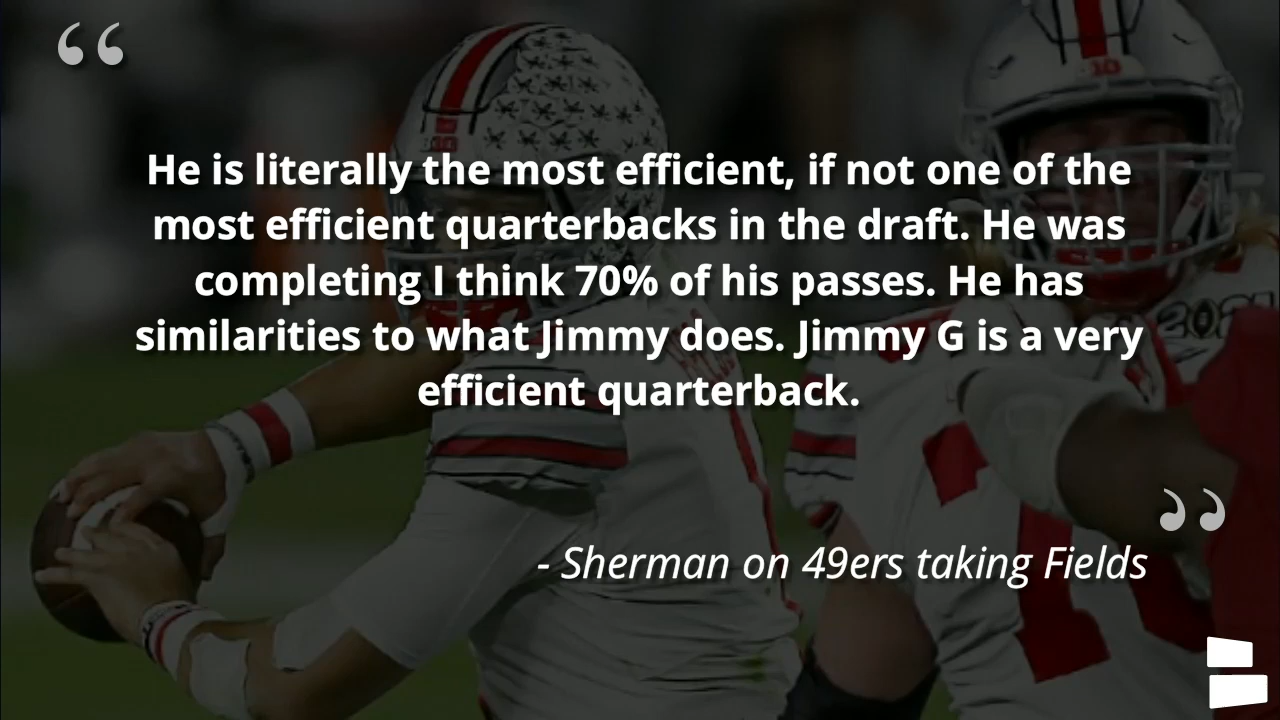 “
He is literally the most efficient, if not one of the
most efficient quarterbacks in the draft. He was
completing I think 70% of his passes. He has
similarities to what Jimmy does. Jimmy G is a very
efficient quarterback.
”
- Sherman on 49ers taking Fields